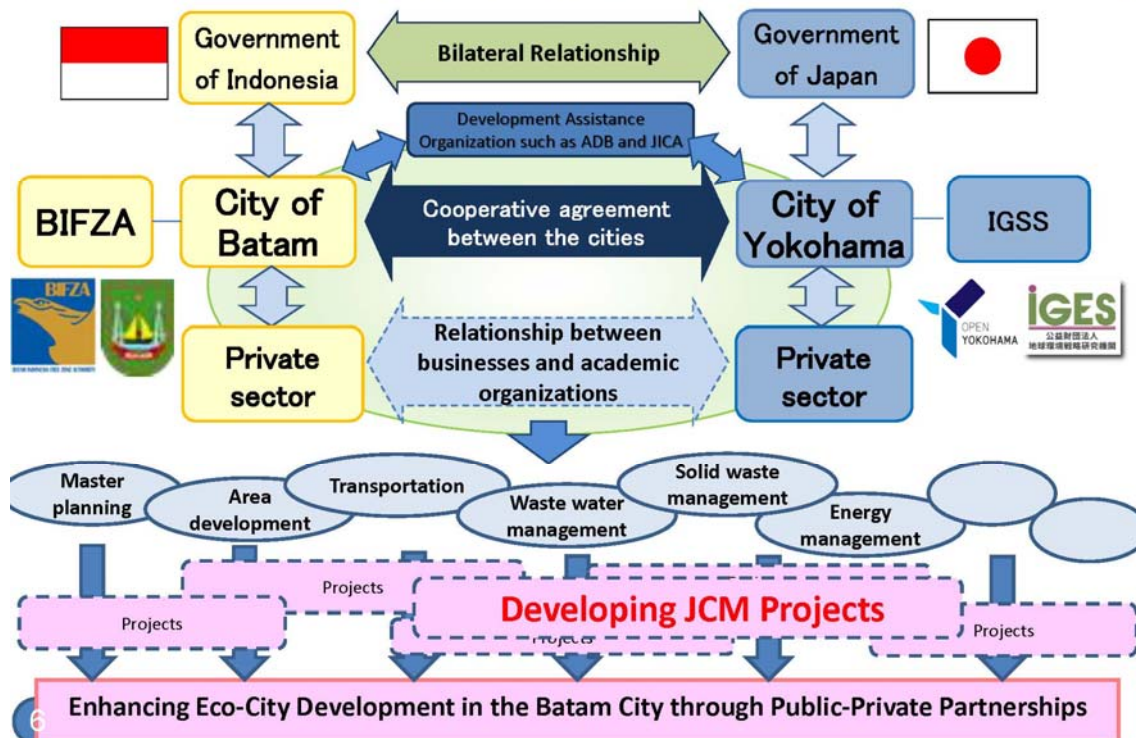 Government
of Indonesia
Bilateral Relationship
Government
of Japan
Development Assistance
Organization such as ADB and JICA
BIFZA
City of
Batam
Cooperative agreement
between the cities
City of
Yokohama
IGSS
BIFZA
OPEN
YOKOHAMA
iGES
公益財団法人
地球環境戦略研究機関
Private
sector
Relationship between
businesses and academic
organizations
Private
sector
Master
planning
Area
development
Transportation
Waste water
management
Solid waste
management
Energy
management
Projects
Projects
Developing JCM Projects
Projects
Projects
Enhancing Eco-City Development in the Batam City through Public-Private Partnerships
6